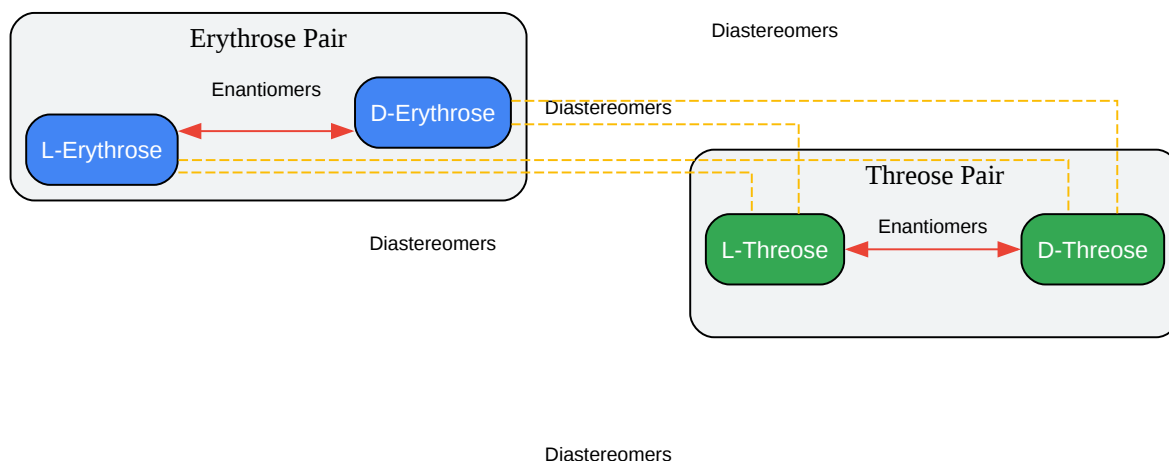 Diastereomers
Erythrose Pair
Enantiomers
D-Erythrose
Diastereomers
L-Erythrose
Threose Pair
Enantiomers
Diastereomers
L-Threose
D-Threose
Diastereomers